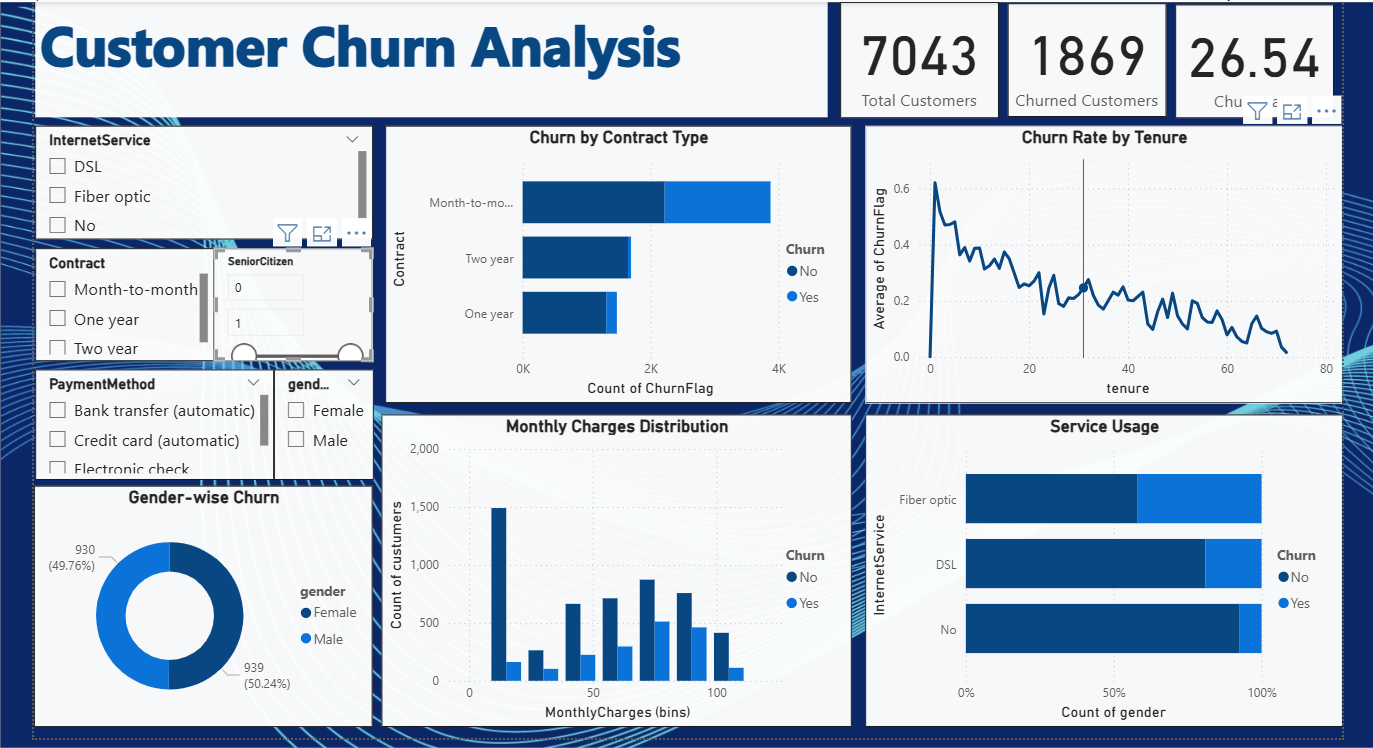 Customer Churn Analysis
7043
Total Customers
1869
Churned Customers
26.54
InternetService
DSL
Fiber optic
No
Contract
Month-to-month
One year
Two year
SeniorCitizen
0
1
PaymentMethod
Bank transfer (automatic)
Credit card (automatic)
Electronic check
gend...
Female
Male
Gender-wise Churn
930
(49.76%)
939
(50.24%)
gender
Female
Male
Churn by Contract Type
Contract
Month-to-mo...
Two year
One year
0K
2K
4K
Count of ChurnFlag
Churn
No
Yes
Churn Rate by Tenure
Average of ChurnFlag
0.6
0.4
0.2
0.0
0
20
40
60
80
tenure
Monthly Charges Distribution
Count of custumers
2,000
1,500
1,000
500
0
0
50
100
MonthlyCharges (bins)
Churn
No
Yes
Service Usage
InternetService
Fiber optic
DSL
No
0%
50%
100%
Count of gender
Churn
No
Yes